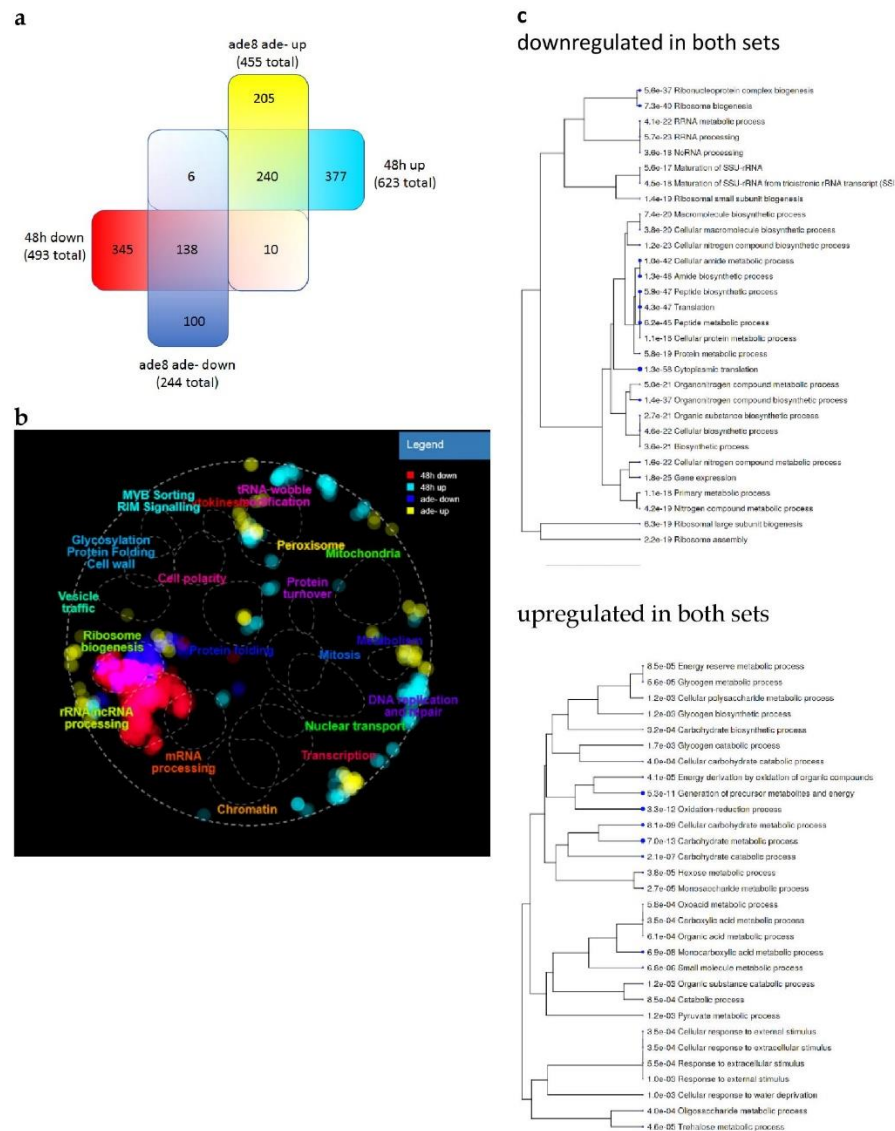 a
ade8 ade- up
(455 total)
205
6
240
377
48h up
(623 total)
48h down
(493 total)
345
138
10
100
ade8 ade- down
(244 total)
b
Legend
48h down
48h up
ade-down
ade-up
MVB Sorting
RIM Signalling
tRNA-wobble
Peroxisome
Mitochondria
Glycosylation
Protein Folding
Cell wall
Cell polarity
Protein
turnover
Vesicle
traffic
Ribosome
biogenesis
Protein folding
Mitosis
Metabolism
DNA replication
and repair
rRNA ncRNA
processing
Nuclear transport
mRNA
processing
Transcription
Chromatin
c
downregulated in both sets
5.6e-37 Ribonucleoprotein complex biogenesis
7.3e-40 Ribosome biogenesis
4.1e-22 RRNA metabolic process
5.7e-23 RRNA processing
3.6e-18 NcRNA processing
5.6e-17 Maturation of SSU-rRNA
4.5e-18 Maturation of SSU-rRNA from tricistronic rRNA transcript (SSU
1.4e-19 Ribosomal small subunit biogenesis
7.4e-20 Macromolecule biosynthetic process
3.8e-20 Cellular macromolecule biosynthetic process
1.2e-23 Cellular nitrogen compound biosynthetic process
1.0e-42 Cellular amide metabolic process
1.3e-46 Amide biosynthetic process
5.9e-47 Peptide biosynthetic process
4.3e-47 Translation
6.2e-45 Peptide metabolic process
1.1e-16 Cellular protein metabolic process
5.8e-19 Protein metabolic process
1.3e-58 Cytoplasmic translation
5.0e-21 Organonitrogen compound metabolic process
1.4e-37 Organonitrogen compound biosynthetic process
2.7e-21 Organic substance biosynthetic process
4.6e-22 Cellular biosynthetic process
3.6e-21 Biosynthetic process
1.6e-22 Cellular nitrogen compound metabolic process
1.8e-25 Gene expression
1.1e-16 Primary metabolic process
4.2e-19 Nitrogen compound metabolic process
6.3e-19 Ribosomal large subunit biogenesis
2.2e-19 Ribosome assembly
upregulated in both sets
8.5e-05 Energy reserve metabolic process
6.6e-05 Glycogen metabolic process
1.2e-03 Cellular polysaccharide metabolic process
1.2e-03 Glycogen biosynthetic process
3.2e-04 Carbohydrate biosynthetic process
1.7e-03 Glycogen catabolic process
4.0e-04 Cellular carbohydrate catabolic process
4.1e-05 Energy derivation by oxidation of organic compounds
5.3e-11 Generation of precursor metabolites and energy
3.3e-12 Oxidation-reduction process
8.1e-09 Cellular carbohydrate metabolic process
7.0e-13 Carbohydrate metabolic process
2.1e-07 Carbohydrate catabolic process
3.8e-05 Hexose metabolic process
2.7e-05 Monosaccharide metabolic process
5.8e-04 Oxoacid metabolic process
3.5e-04 Carboxylic acid metabolic process
6.1e-04 Organic acid metabolic process
6.9e-08 Monocarboxylic acid metabolic process
6.6e-06 Small molecule metabolic process
1.2e-03 Organic substance catabolic process
8.5e-04 Catabolic process
1.2e-03 Pyruvate metabolic process
3.5e-04 Cellular response to external stimulus
3.5e-04 Cellular response to extracellular stimulus
5.5e-04 Response to extracellular stimulus
1.0e-03 Response to external stimulus
1.0e-03 Cellular response to water deprivation
4.0e-04 Oligosaccharide metabolic process
4.6e-05 Trehalose metabolic process